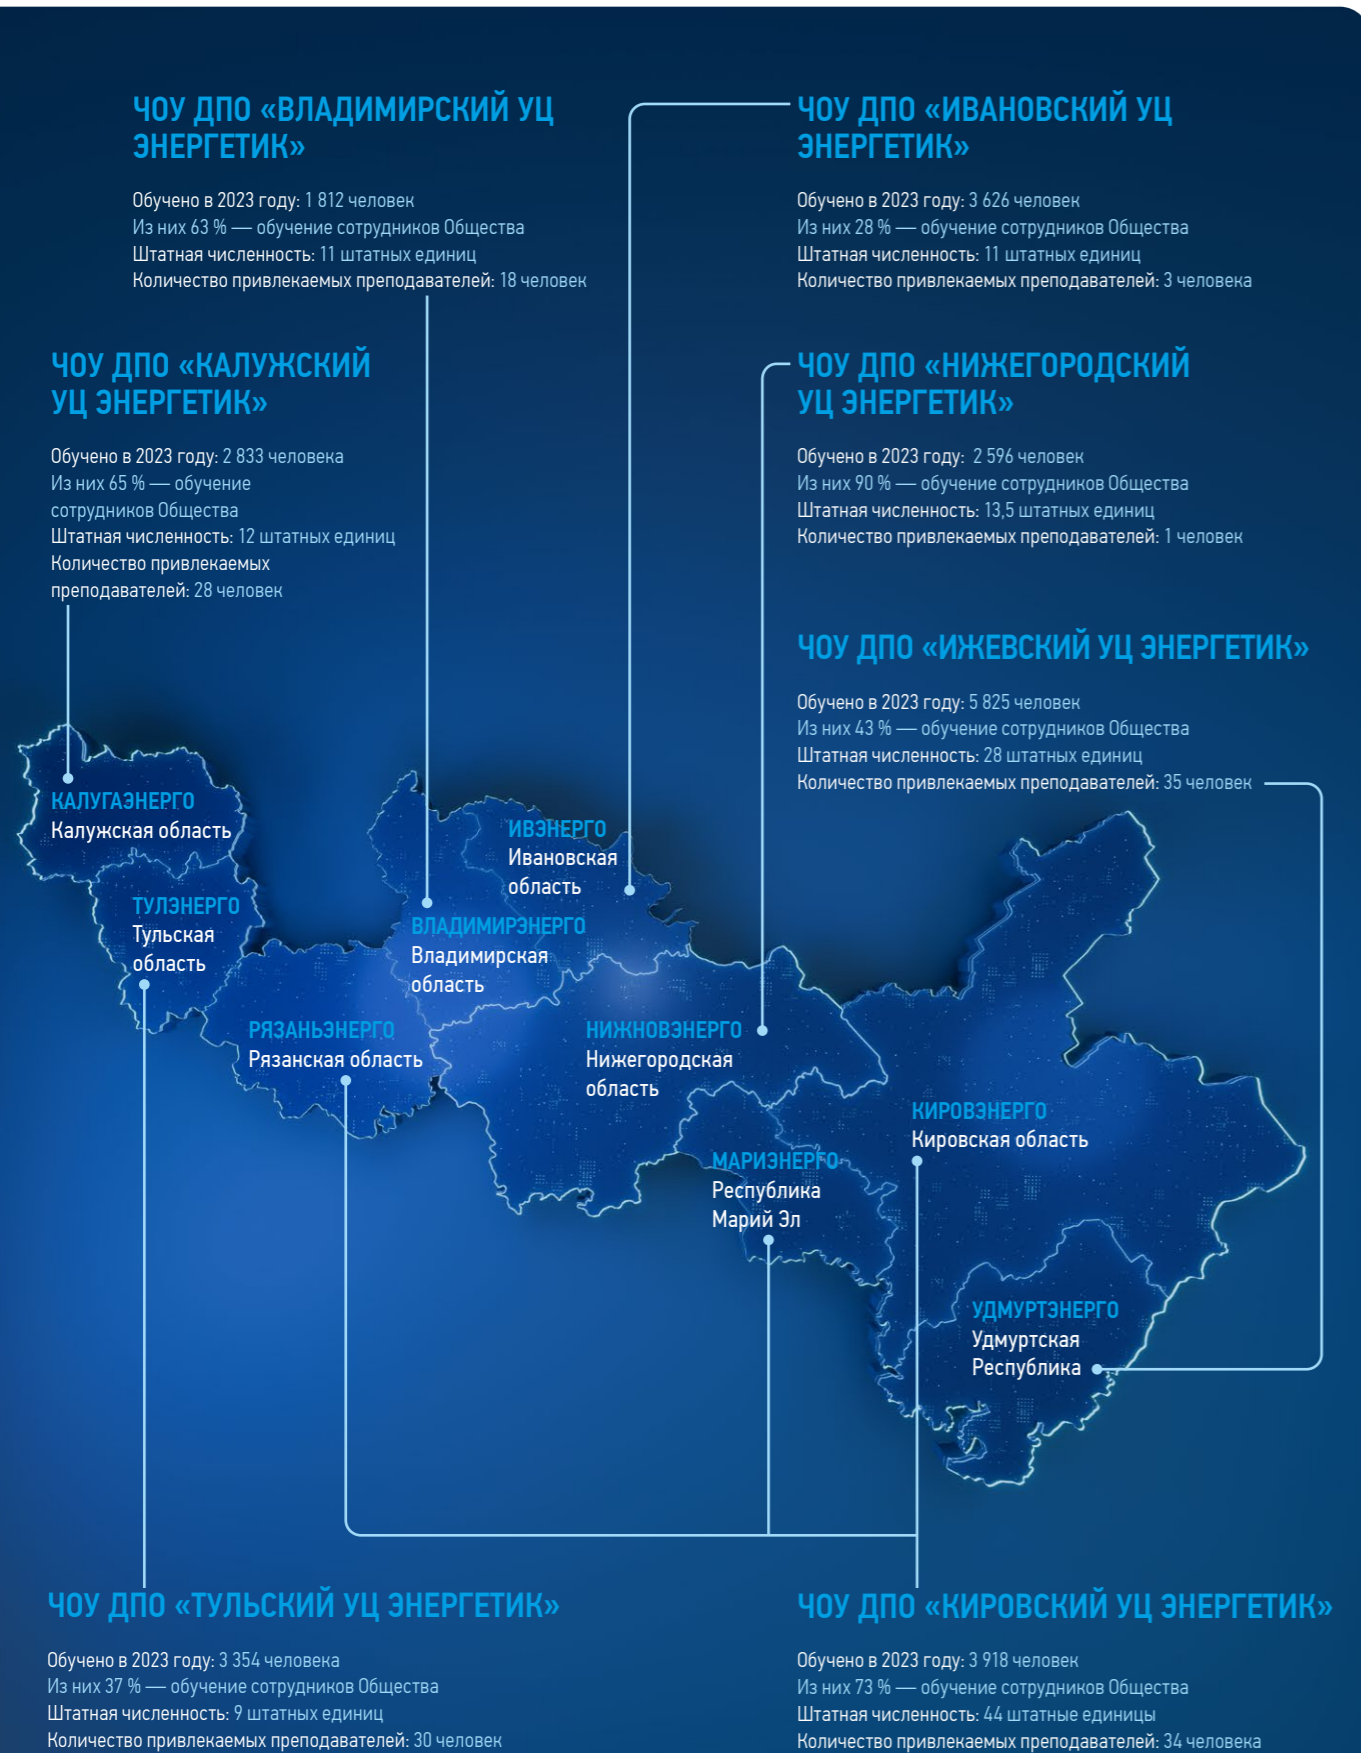 ЧОУ ДПО «ВЛАДИМИРСКИЙ УЦ
ЭНЕРГЕТИК»
Обучено в 2023 году: 1 812 человек
Из них 63 % — обучение сотрудников Общества
Штатная численность: 11 штатных единиц
Количество привлекаемых преподавателей: 18 человек
ЧОУ ДПО «ИВАНОВСКИЙ УЦ
ЭНЕРГЕТИК»
Обучено в 2023 году: 3 626 человек
Из них 28 % — обучение сотрудников Общества
Штатная численность: 11 штатных единиц
Количество привлекаемых преподавателей: 3 человека
ЧОУ ДПО «КАЛУЖСКИЙ
УЦ ЭНЕРГЕТИК»
Обучено в 2023 году: 2 833 человека
Из них 65 % — обучение
сотрудников Общества
Штатная численность: 12 штатных единиц
Количество привлекаемых
преподавателей: 28 человек
ЧОУ ДПО «НИЖЕГОРОДСКИЙ
УЦ ЭНЕРГЕТИК»
Обучено в 2023 году: 2 596 человек
Из них 90 % — обучение сотрудников Общества
Штатная численность: 13,5 штатных единиц
Количество привлекаемых преподавателей: 1 человек
ЧОУ ДПО «ИЖЕВСКИЙ УЦ ЭНЕРГЕТИК»
Обучено в 2023 году: 5 825 человек
Из них 43 % — обучение сотрудников Общества
Штатная численность: 28 штатных единиц
Количество привлекаемых преподавателей: 35 человек
КАЛУГАЭНЕРГО
Калужская область
ИВЭНЕРГО
Ивановская
область
ТУЛЭНЕРГО
Тульская
область
ВЛАДИМИРЭНЕРГО
Владимирская
область
РЯЗАНЬЭНЕРГО
Рязанская область
НИЖНОВЭНЕРГО
Нижегородская
область
КИРОВЭНЕРГО
Кировская область
МАРИЭНЕРГО
Республика
Марий Эл
УДМУРТЭНЕРГО
Удмуртская
Республика
ЧОУ ДПО «ТУЛЬСКИЙ УЦ ЭНЕРГЕТИК»
Обучено в 2023 году: 3 354 человека
Из них 37 % — обучение сотрудников Общества
Штатная численность: 9 штатных единиц
Количество привлекаемых преподавателей: 30 человек
ЧОУ ДПО «КИРОВСКИЙ УЦ ЭНЕРГЕТИК»
Обучено в 2023 году: 3 918 человек
Из них 73 % — обучение сотрудников Общества
Штатная численность: 44 штатные единицы
Количество привлекаемых преподавателей: 34 человека